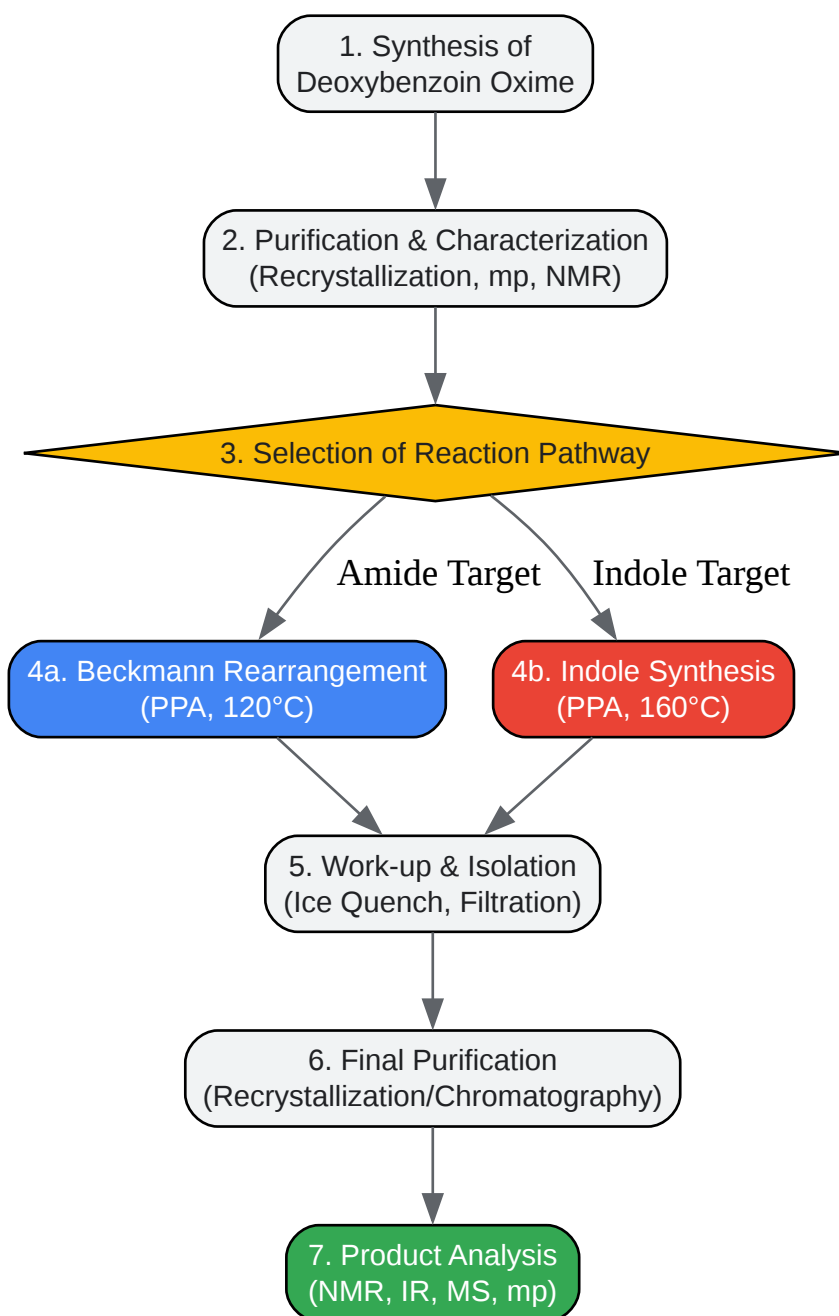 1. Synthesis of
Deoxybenzoin Oxime
2. Purification & Characterization
(Recrystallization, mp, NMR)
3. Selection of Reaction Pathway
Amide Target
Indole Target
4a. Beckmann Rearrangement
(PPA, 120°C)
4b. Indole Synthesis
(PPA, 160°C)
5. Work-up & Isolation
(Ice Quench, Filtration)
6. Final Purification
(Recrystallization/Chromatography)
7. Product Analysis
(NMR, IR, MS, mp)